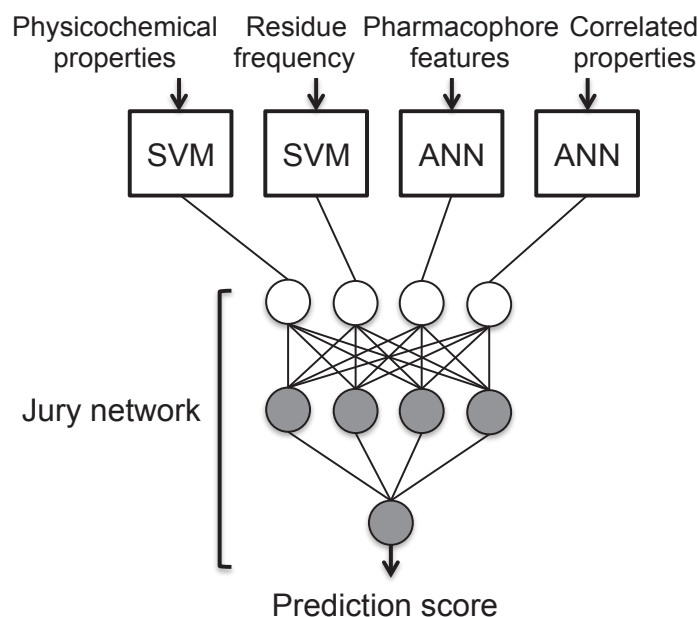 Physicochemical properties
Residue frequency
Pharmacophore features
Correlated properties
SVM
SVM
ANN
ANN
Jury network
Prediction score